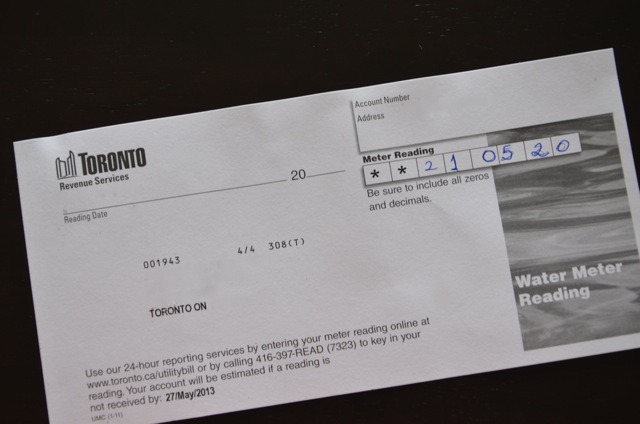 Account Number
Address
TORONTO
Revenue Services
20
Reading Date
Meter Reading
* * 2 1 0 5 2 0
Be sure to include all zeros
and decimals.
001943 4/4 308(T)
TORONTO ON
Water Meter
Reading
Use our 24-hour reporting services by entering your meter reading online at
www.toronto.ca/utilitybill or by calling 416-397-READ (7323) to key in your
reading. Your account will be estimated if a reading is
not received by: 27/May/2013
UMC (1-11)